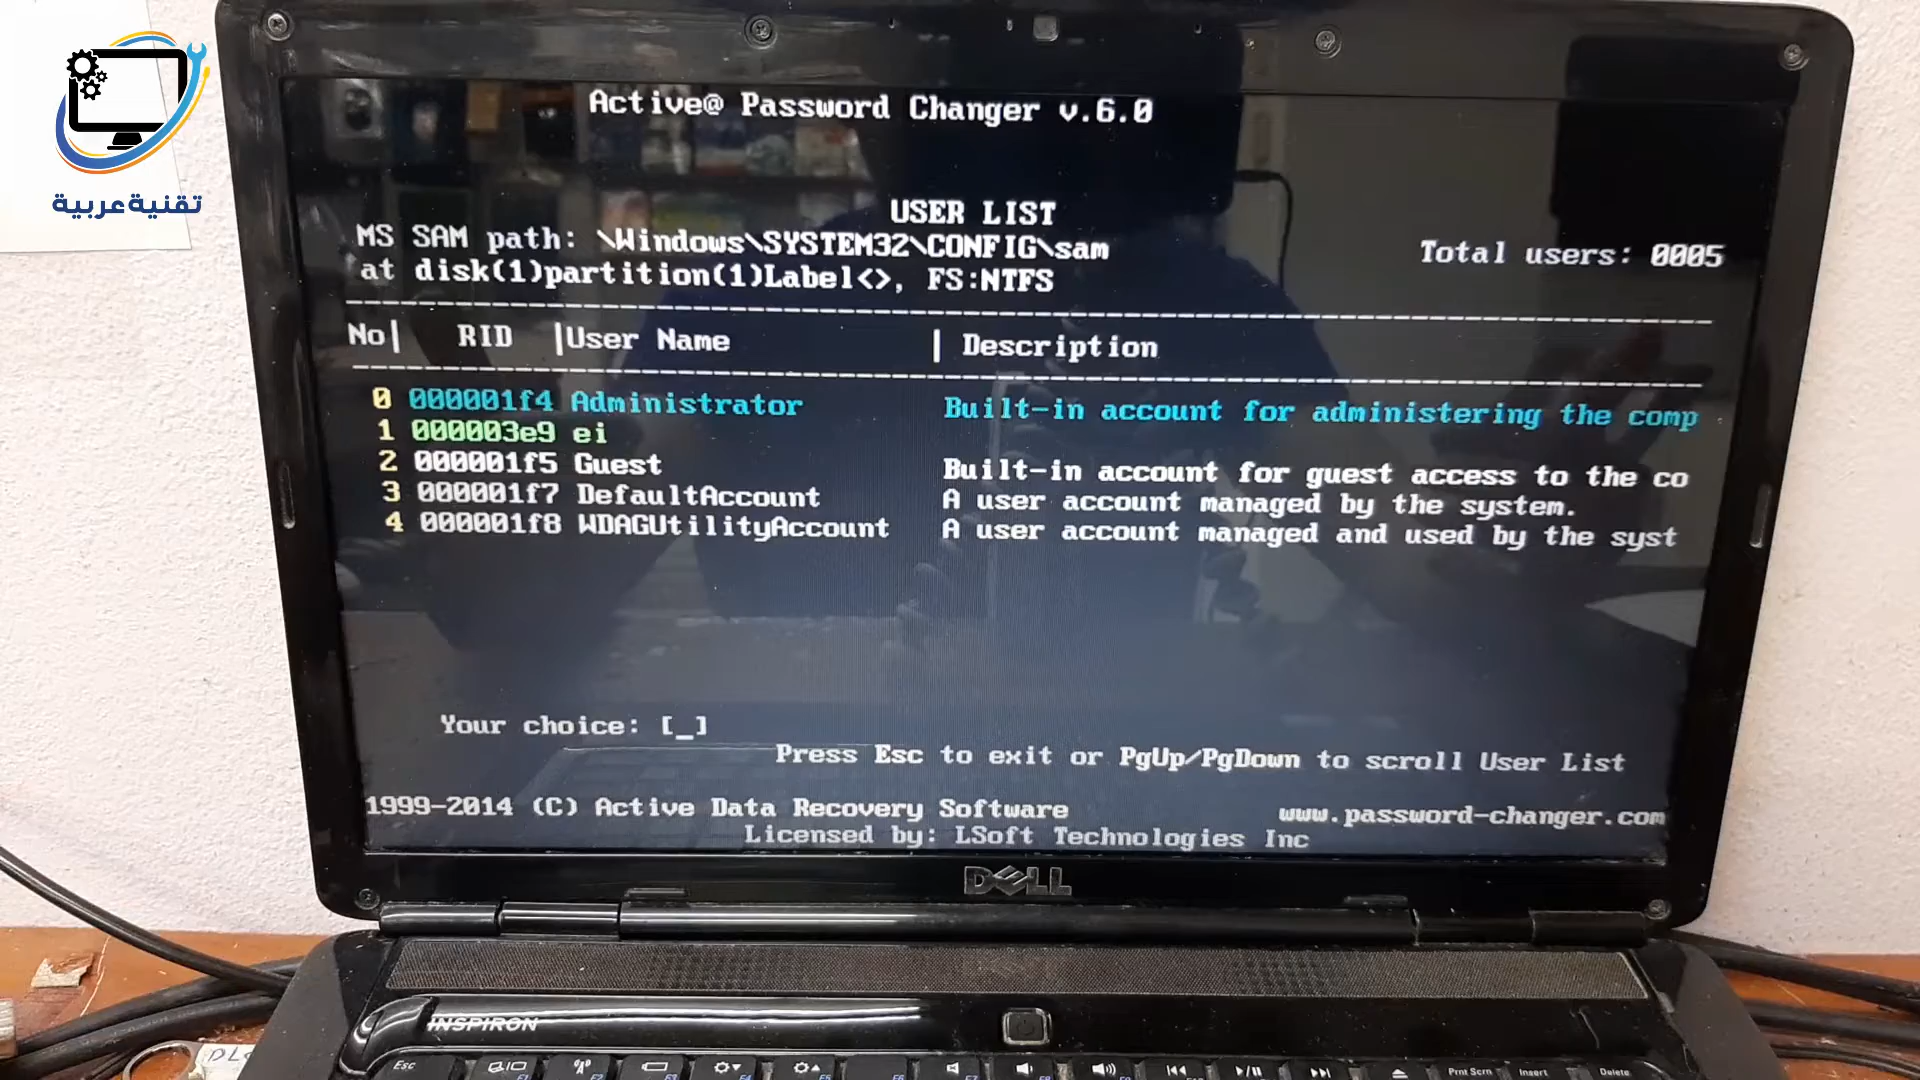 تقنية عربية
Active@ Password Changer v.6.0
USER LIST
MS SAM path: \Windows\SYSTEM32\CONFIG\sam
Total users: 0005
at disk(1)partition(1)Label<>, FS:NTFS
No| RID |User Name | Description
0 000001f4 Administrator Built-in account for administering the comp
1 000003e9 ei
2 000001f5 Guest Built-in account for guest access to the co
3 000001f7 DefaultAccount A user account managed by the system.
4 000001f8 WDAGUtilityAccount A user account managed and used by the syst
Your choice: [_]
Press Esc to exit or PgUp/PgDown to scroll User List
1999-2014 (C) Active Data Recovery Software
www.password-changer.com
Licensed by: LSoft Technologies Inc
DELL
INSPIRON
Esc
Prnt Scrn
Insert
Delete